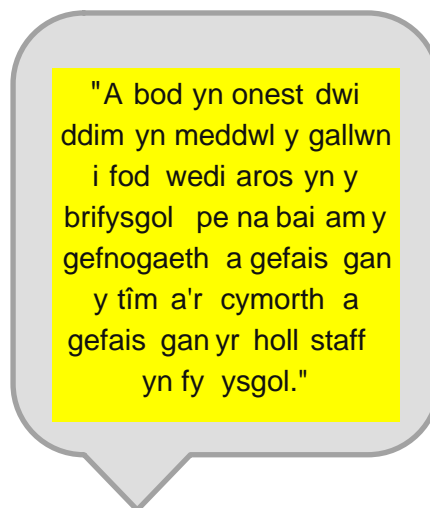 "A bod yn onest dwi
ddim yn meddwl y gallwn
i fod wedi aros yn y
brifysgol pe na bai am y
gefnogaeth a gefais gan
y tîm a'r cymorth a
gefais gan yr holl staff
yn fy ysgol."